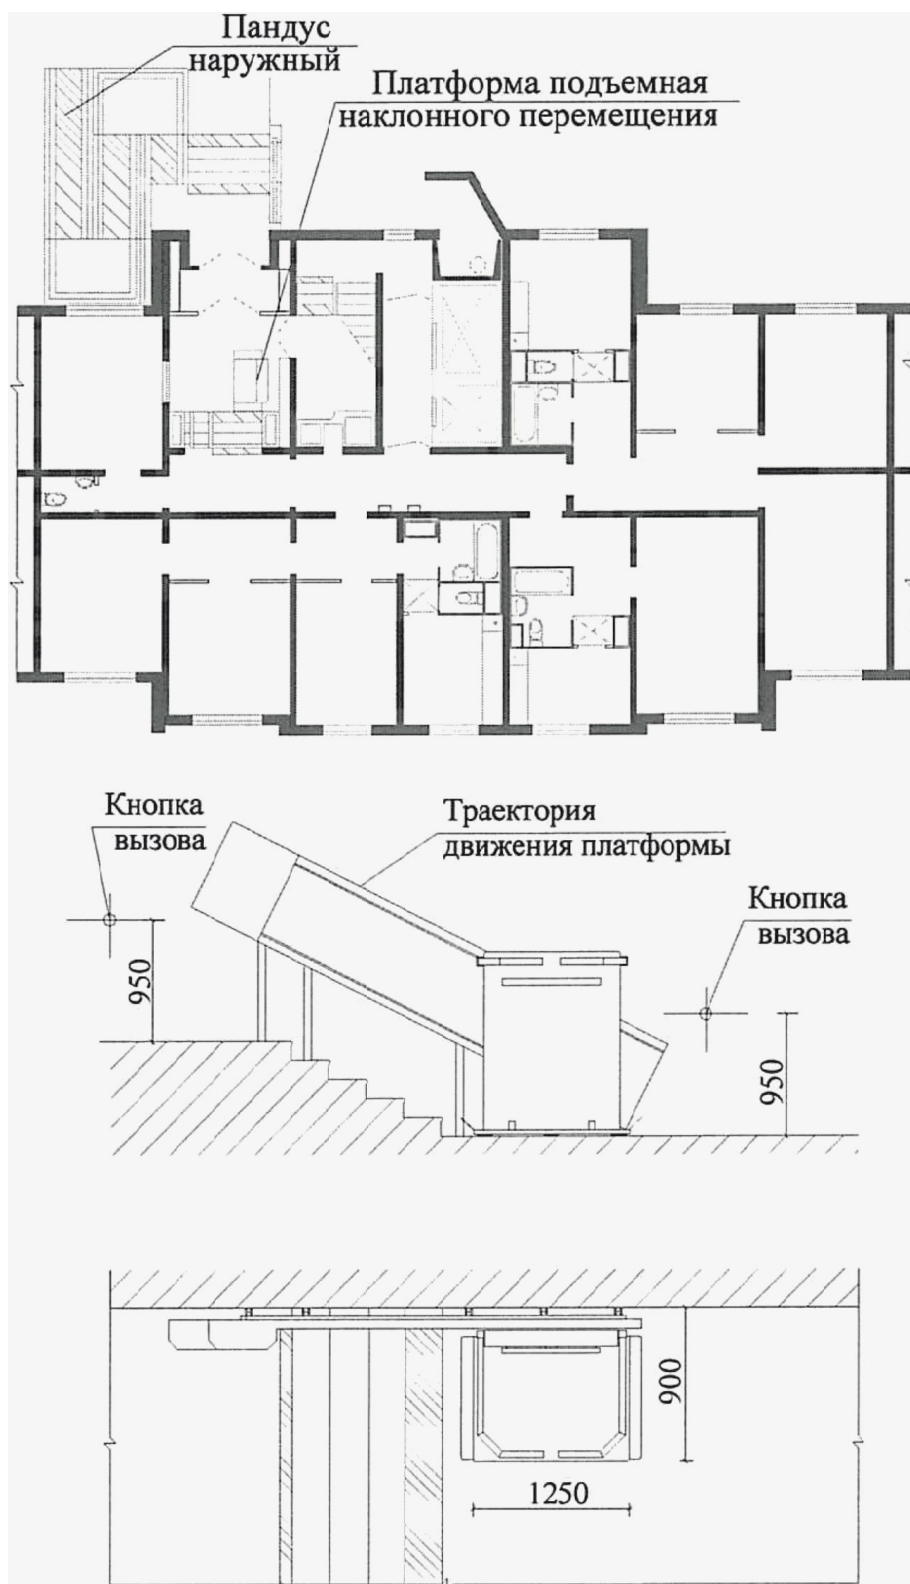 Пандус
наружный
Платформа подъемная
наклонного перемещения
Кнопка
вызова
Траектория
движения платформы
Кнопка
вызова
950
950
900
1250